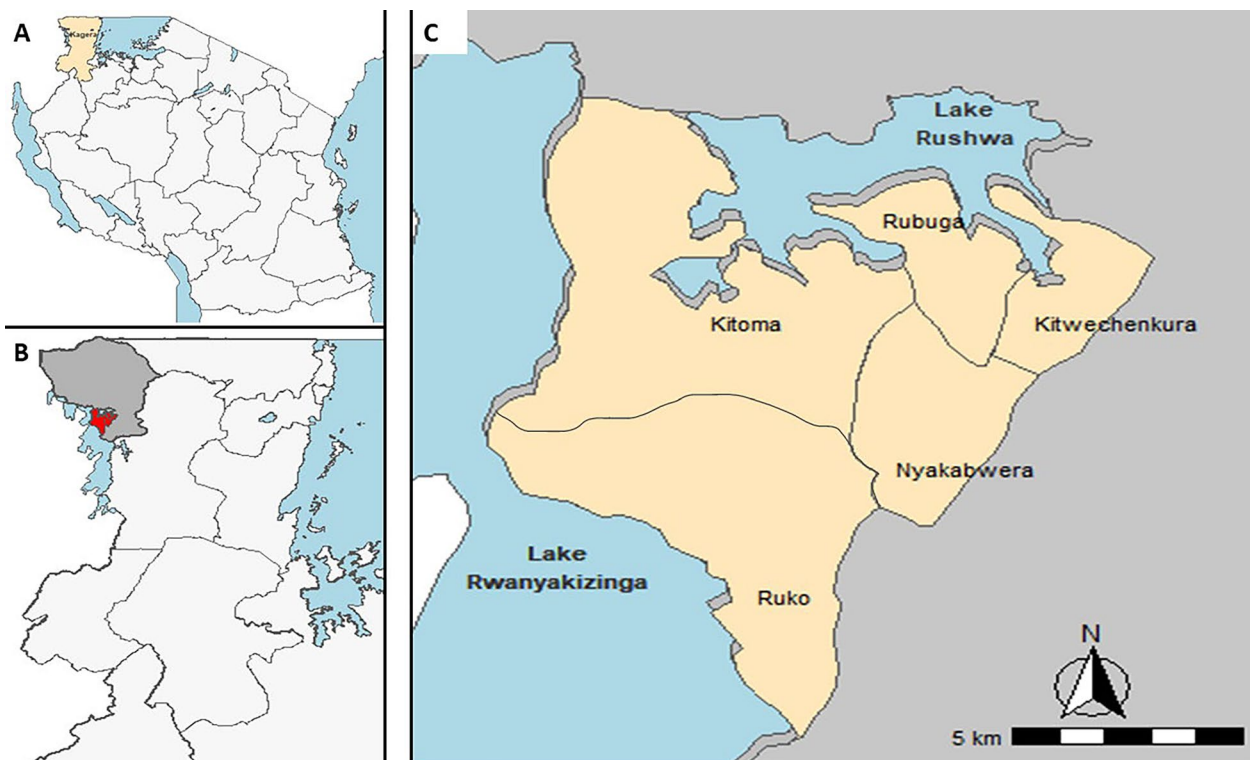 A
Kagera
B
C
Lake
Rushwa
Rubuga
Kitoma
Kitwechenkura
Nyakabwera
Lake
Rwanyakizinga
Ruko
N
5 km